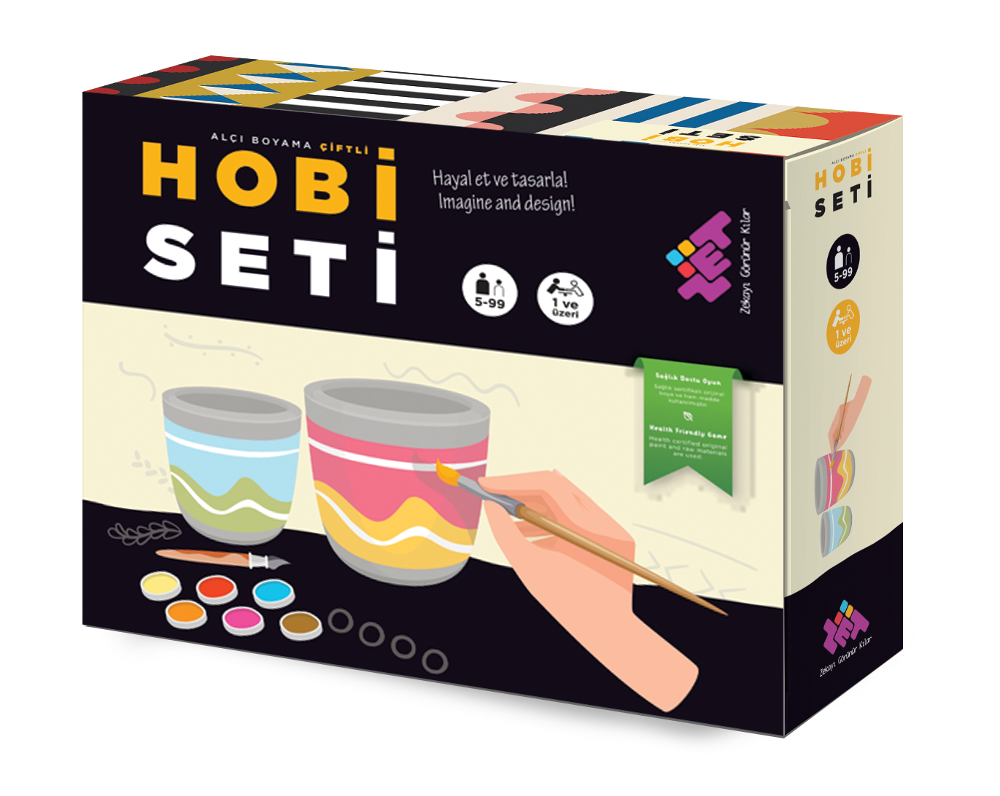 ALÇI BOYAMA ÇİFTLİ
HOBİ
SETİ
Hayal et ve tasarla!
Imagine and design!
5-99
1 ve
üzeri
Zekayı Görünür Kılar
Sağlık Dostu Oyun
Sağlık sertifikalı orijinal
boya ve ham madde
kullanılmıştır.
Health Friendly Game
Health certified original
paint and raw materials
are used.
HOBİ
SETİ
ALÇI BOYAMA ÇİFTLİ
HOBİ
SETİ
5-99
1 ve
üzeri
Zekayı Görünür Kılar